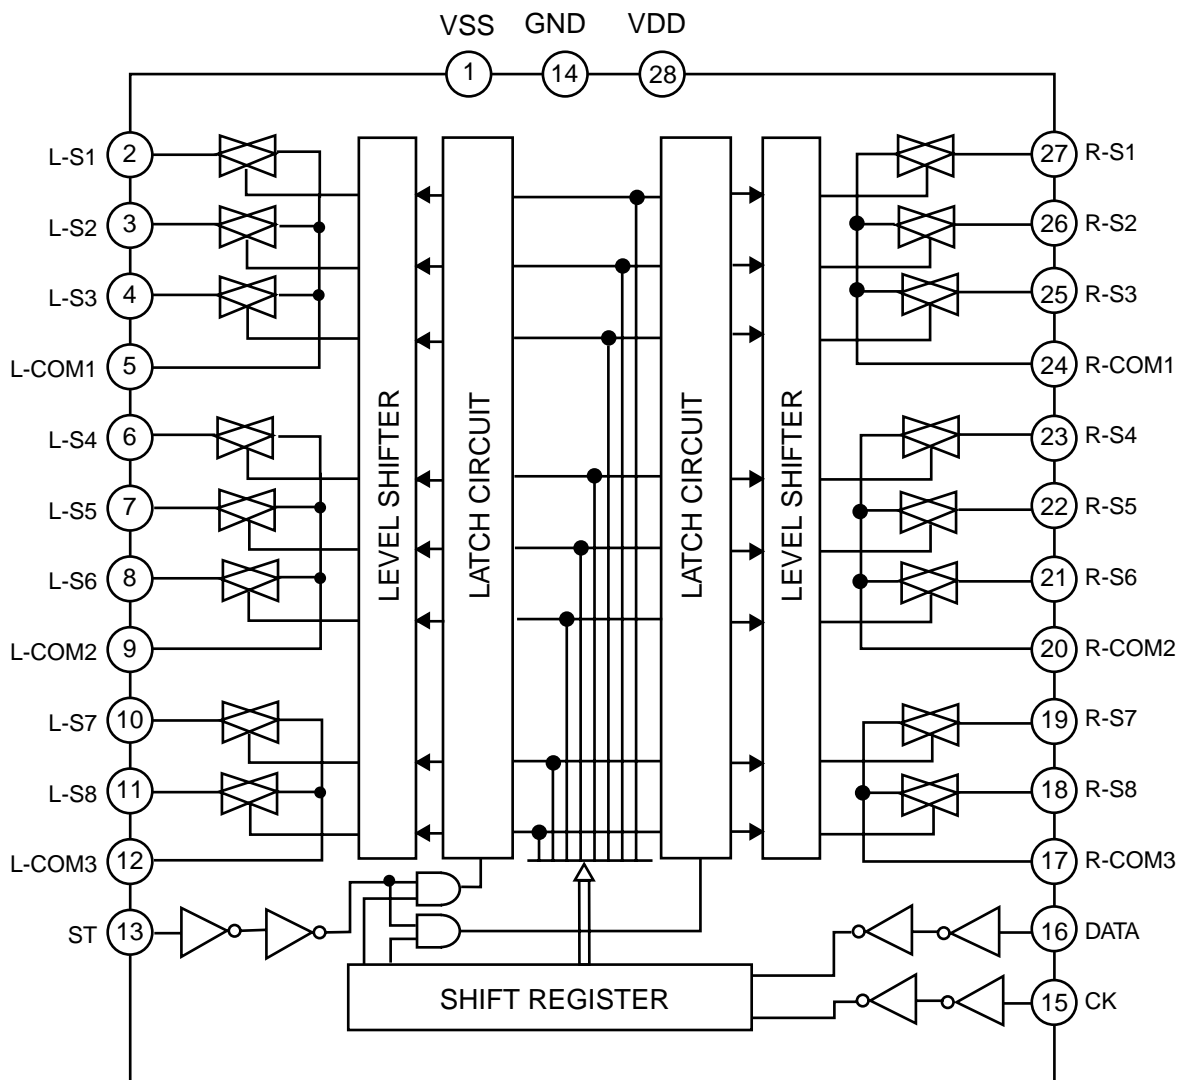 VSS GND VDD
1 14 28
L-S1 2
L-S2 3
L-S3 4
L-COM1 5
L-S4 6
L-S5 7
L-S6 8
L-COM2 9
L-S7 10
L-S8 11
L-COM3 12
ST 13
LEVEL SHIFTER
LATCH CIRCUIT
LATCH CIRCUIT
LEVEL SHIFTER
27 R-S1
26 R-S2
25 R-S3
24 R-COM1
23 R-S4
22 R-S5
21 R-S6
20 R-COM2
19 R-S7
18 R-S8
17 R-COM3
16 DATA
15 CK
SHIFT REGISTER